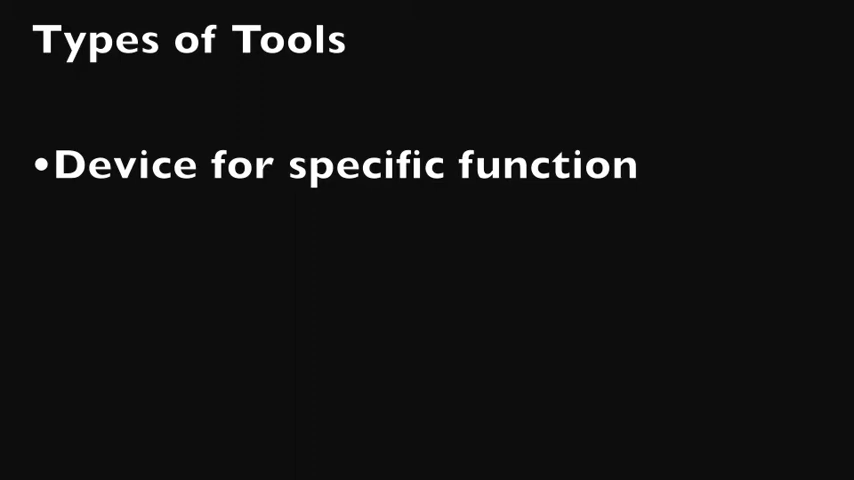 Types of Tools
•Device for specific function